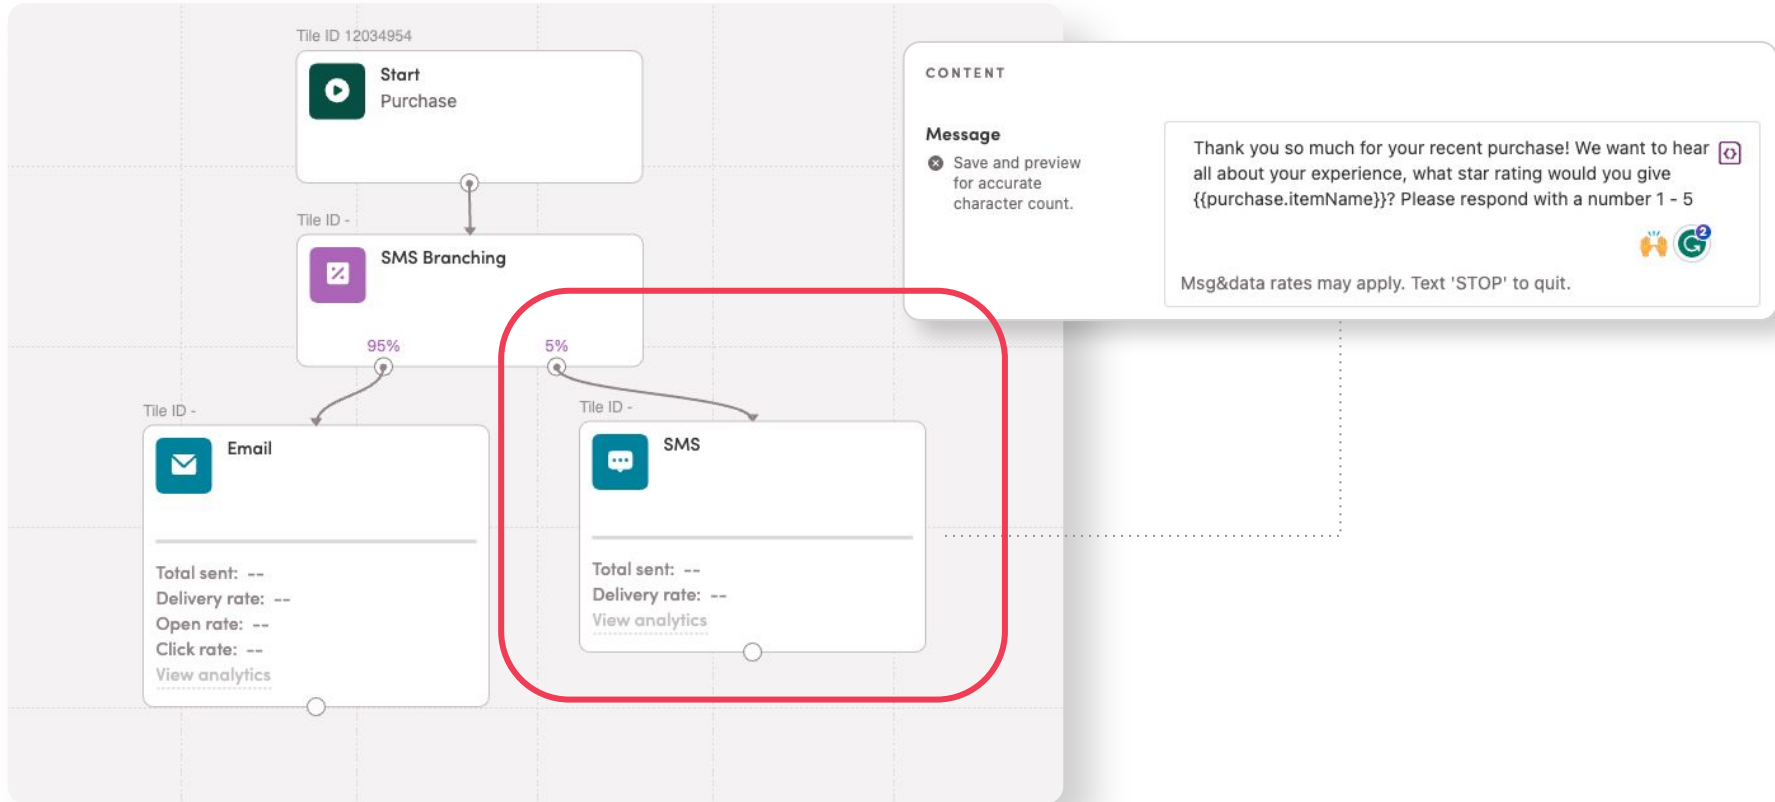 Tile ID 12034954
Start
Purchase
Tile ID -
SMS Branching
95%
5%
Tile ID -
Email
Total sent: --
Delivery rate: --
Open rate: --
Click rate: --
View analytics
Tile ID -
SMS
Total sent: --
Delivery rate: --
View analytics
CONTENT
Message
Save and preview
for accurate
character count.
Thank you so much for your recent purchase! We want to hear
all about your experience, what star rating would you give
{{purchase.itemName}}? Please respond with a number 1 - 5
2
Msg&data rates may apply. Text 'STOP' to quit.